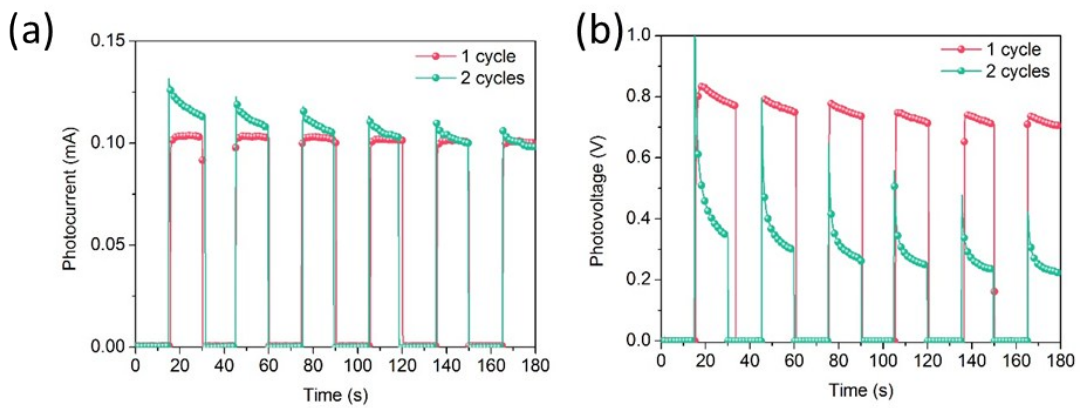 (a)
0.15
0.10
0.05
0.00
Photocurrent (mA)
1 cycle
2 cycles
0 20 40 60 80 100 120 140 160 180
Time (s)
(b)
1.0
0.8
0.6
0.4
0.2
0.0
Photovoltage (V)
1 cycle
2 cycles
0 20 40 60 80 100 120 140 160 180
Time (s)